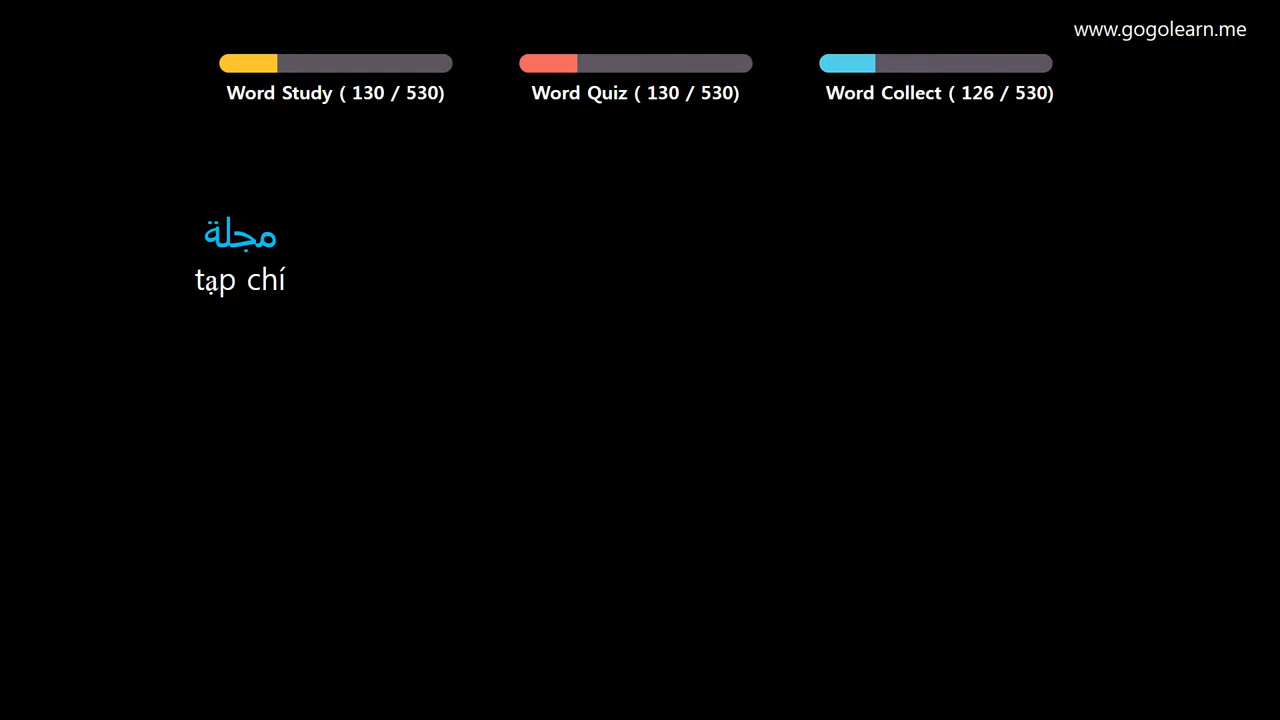 www.gogolearn.me
Word Study ( 130 / 530)
Word Quiz ( 130 / 530)
Word Collect ( 126 / 530)
مجلة
tạp chí